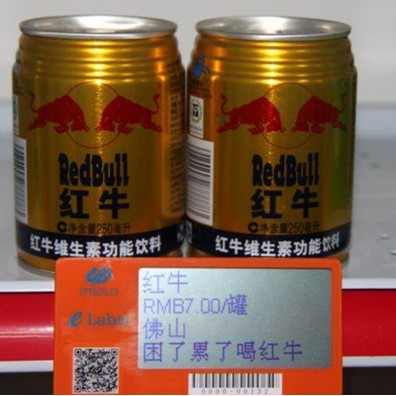 RedBull
红牛
净含量250毫升
红牛维生素功能饮料
RedBull
红牛
净含量250毫升
红牛维生素功能饮料
e Label
红牛
RMB7.00/罐
佛山
困了累了喝红牛
0000-00132